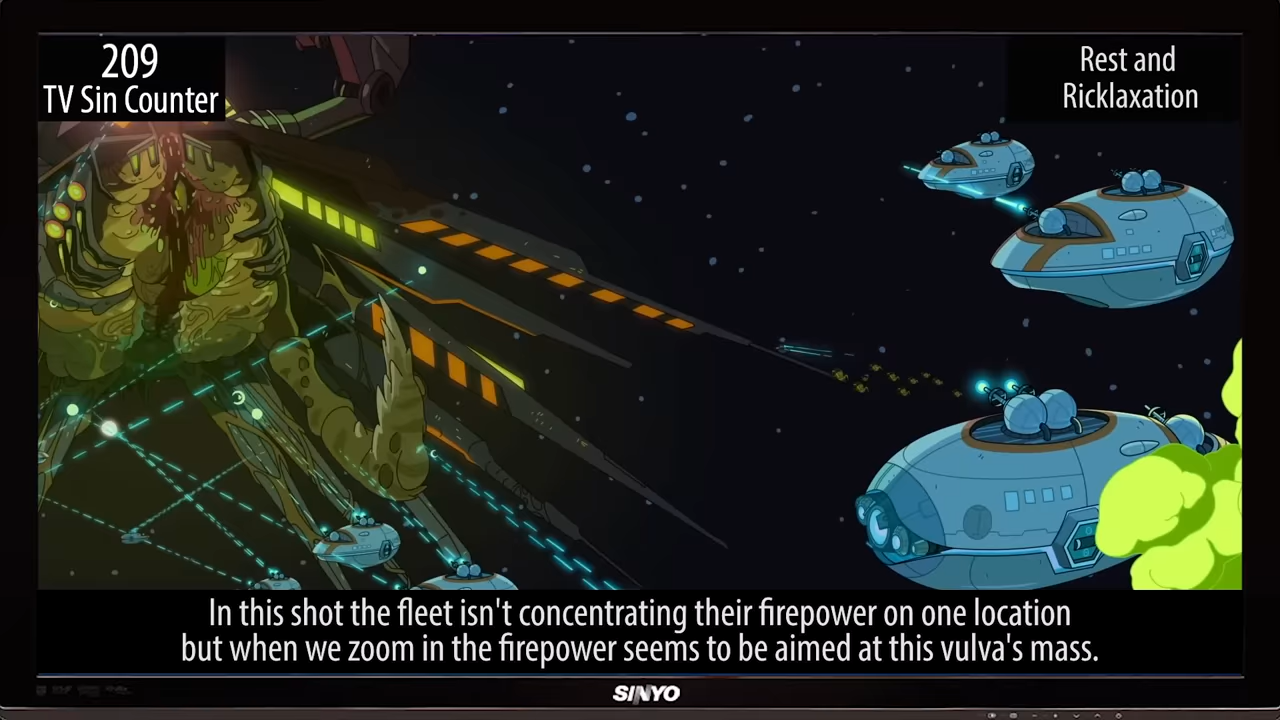 209
TV Sin Counter
Rest and
Ricklaxation
In this shot the fleet isn't concentrating their firepower on one location
but when we zoom in the firepower seems to be aimed at this vulva's mass.
SINYO